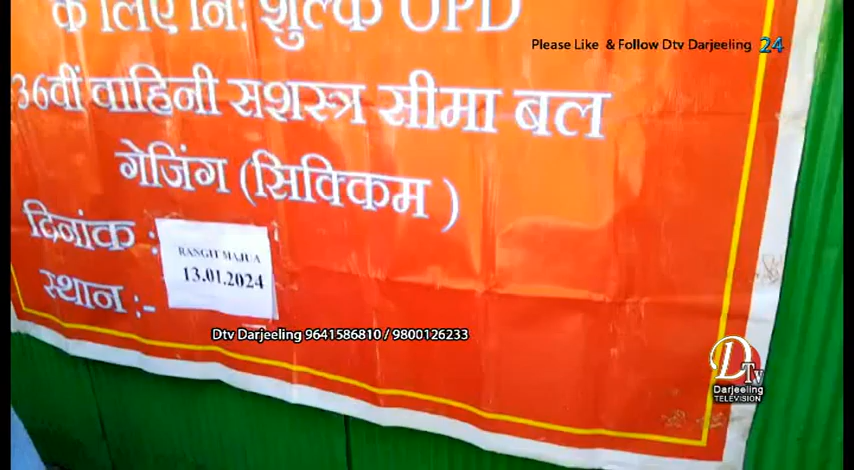 के लिए निः शुल्क OPD
Please Like & Follow Dtv Darjeeling 24
36वीं वाहिनी सशस्त्र सीमा बल
गेजिंग (सिक्किम )
दिनांक :
RANGIT MAJUA
13.01.2024
स्थान :-
Dtv Darjeeling 9641586810 / 9800126233
DTv
Darjeeling
TELEVISION